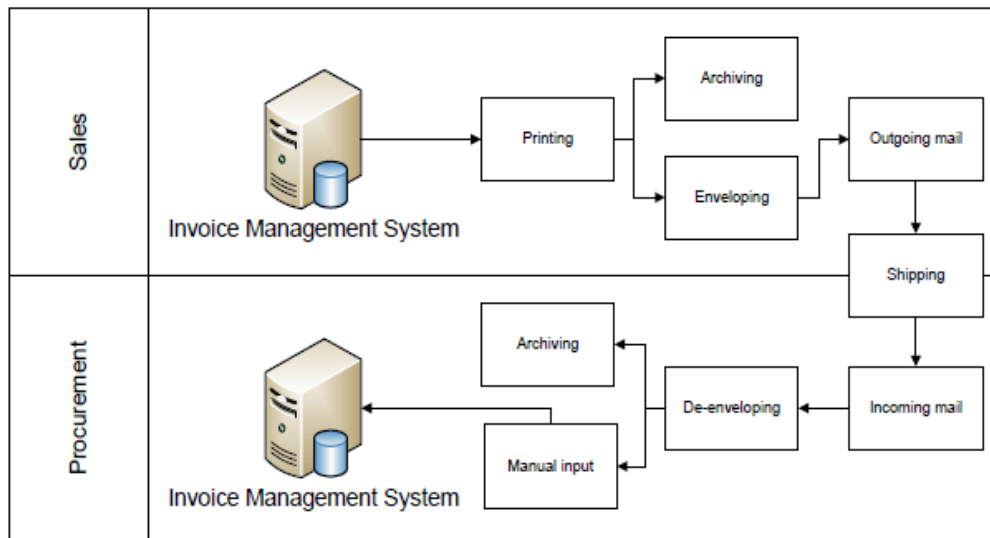 Sales
Invoice Management System
Printing
Archiving
Enveloping
Outgoing mail
Shipping
Procurement
Invoice Management System
Archiving
Manual input
De-enveloping
Incoming mail